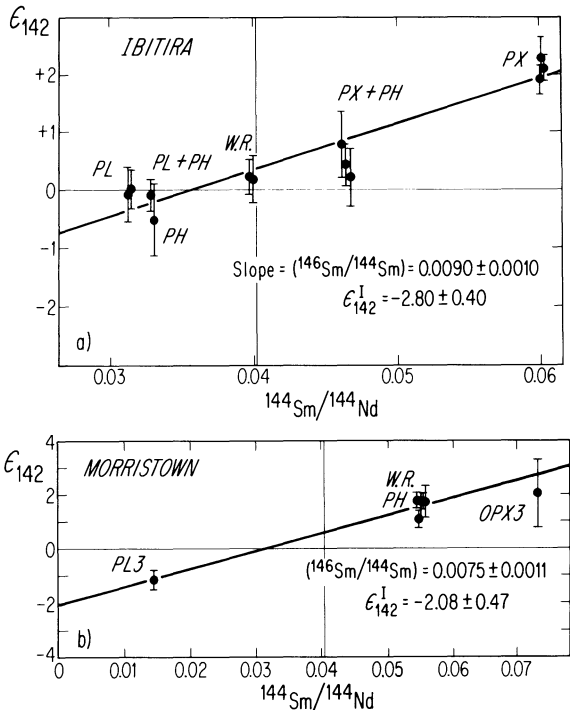 ϵ142
IBITIRA
+2
+1
0
-1
-2
PX
PX + PH
W.R.
PL
PL + PH
PH
Slope = (146Sm/144Sm) = 0.0090 ± 0.0010
ϵI142 = -2.80 ± 0.40
a)
0.03 0.04 0.05 0.06
144Sm/144Nd
ϵ142
MORRISTOWN
4
2
0
-2
-4
W.R.
PH
OPX3
PL3
(146Sm/144Sm) = 0.0075 ± 0.0011
ϵI142 = -2.08 ± 0.47
b)
0 0.01 0.02 0.03 0.04 0.05 0.06 0.07
144Sm/144Nd